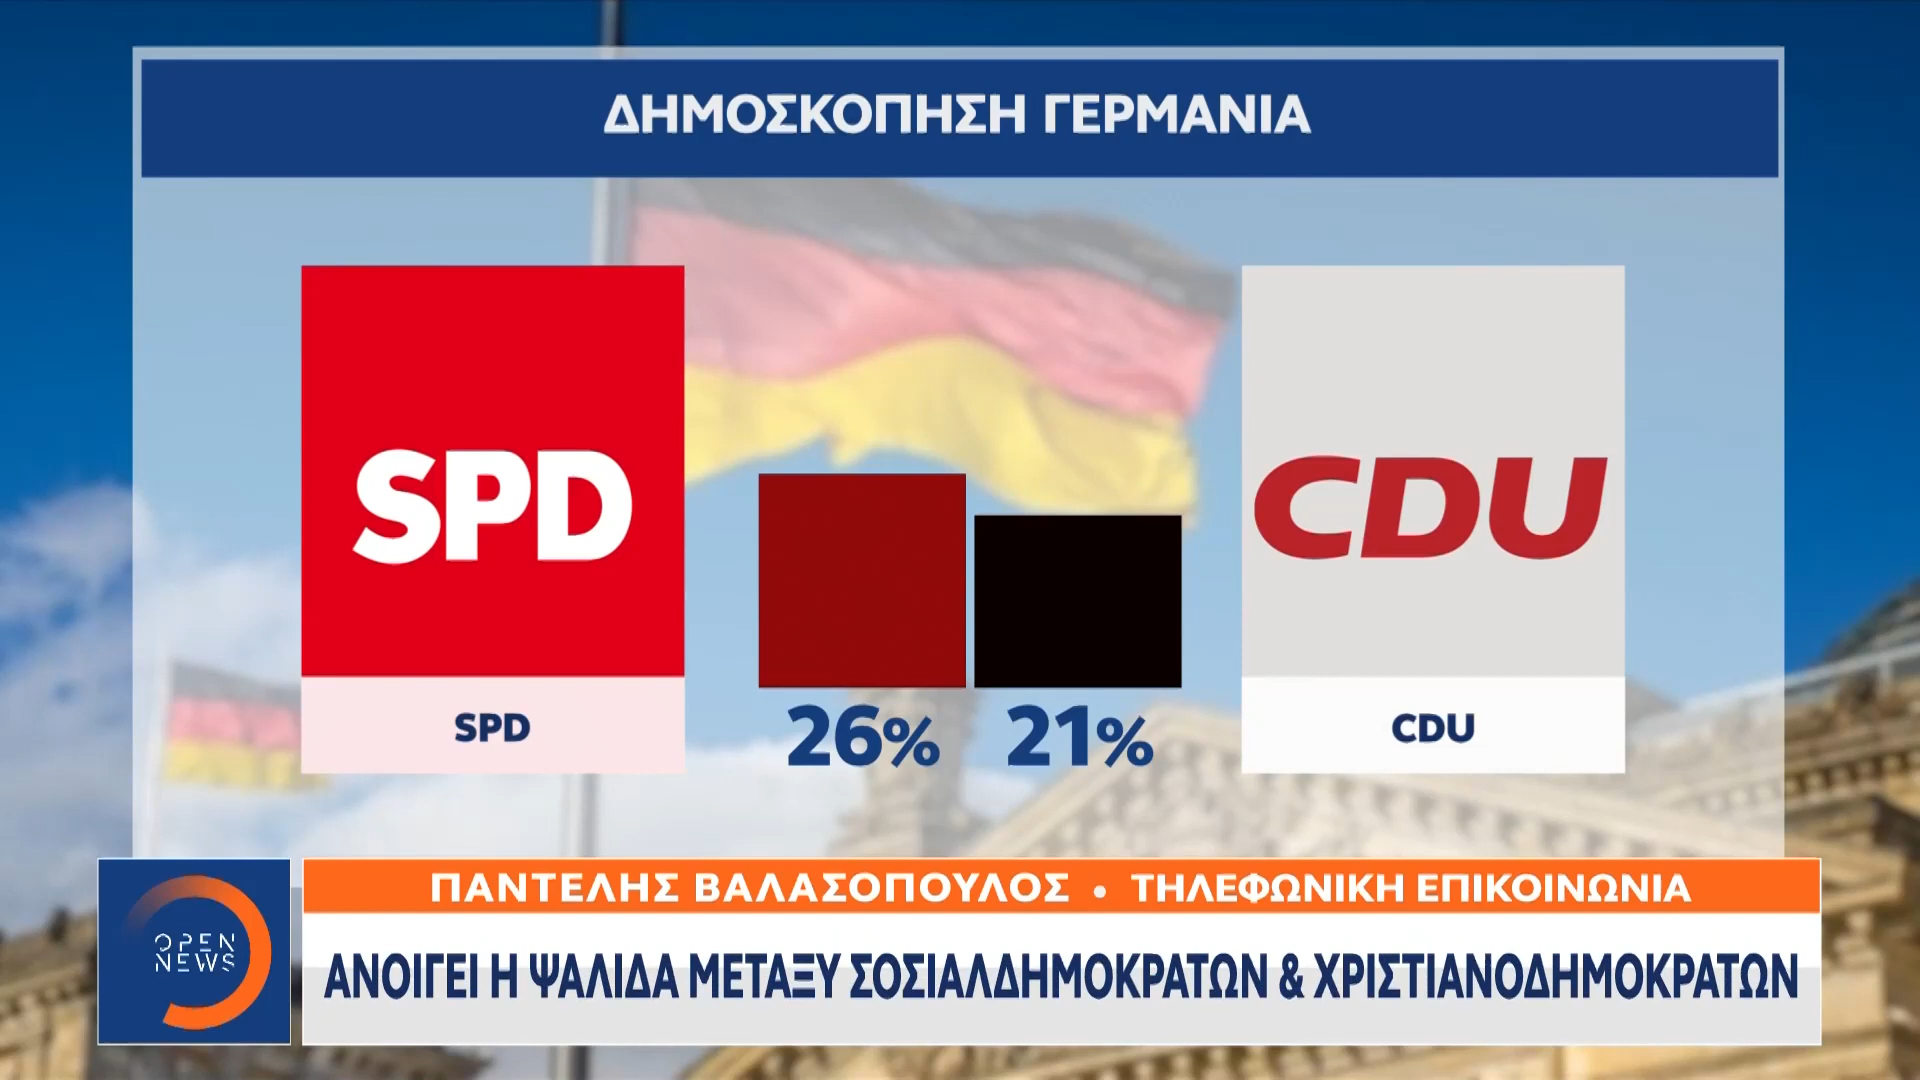 ΔΗΜΟΣΚΟΠΗΣΗ ΓΕΡΜΑΝΙΑ
SPD
CDU
SPD
26%
21%
CDU
ΠΑΝΤΕΛΗΣ ΒΑΛΑΣΟΠΟΥΛΟΣ • ΤΗΛΕΦΩΝΙΚΗ ΕΠΙΚΟΙΝΩΝΙΑ
OPEN
NEWS
ΑΝΟΙΓΕΙ Η ΨΑΛΙΔΑ ΜΕΤΑΞΥ ΣΟΣΙΑΛΔΗΜΟΚΡΑΤΩΝ & ΧΡΙΣΤΙΑΝΟΔΗΜΟΚΡΑΤΩΝ